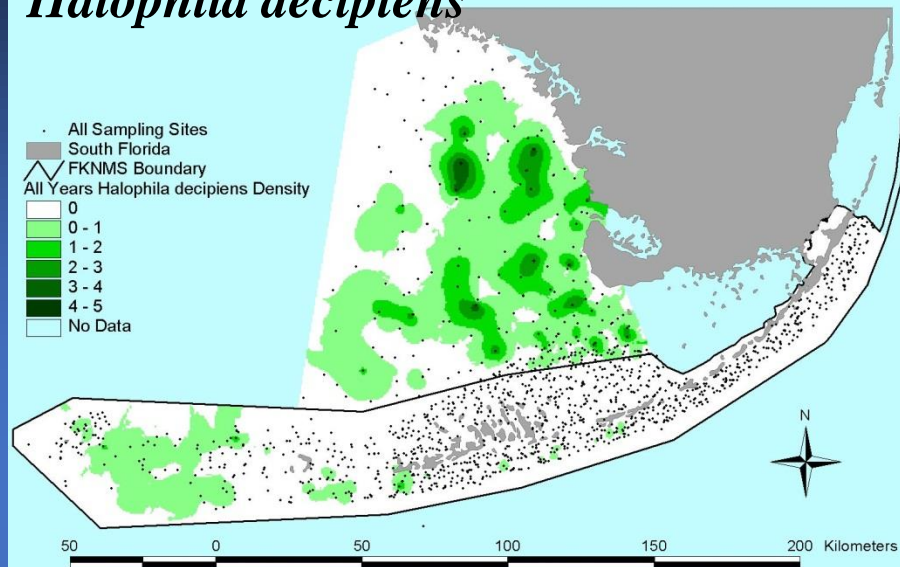 Halophila decipiens
All Sampling Sites
South Florida
FKNMS Boundary
All Years Halophila decipiens Density
0
0 - 1
1 - 2
2 - 3
3 - 4
4 - 5
No Data
N
50 0 50 100 150 200 Kilometers